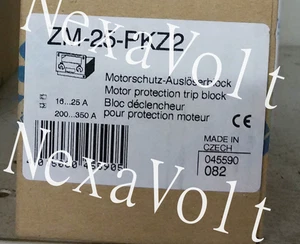 NexaVolt
ZM-25-PKZ2
Motorschutz-Auslöserblock
Motor protection trip block
Bloc déclencheur
pour protection moteur
16...25 A
200...350 A
MADE IN
CZECH
045590
082
NexaVolt
NexaVolt